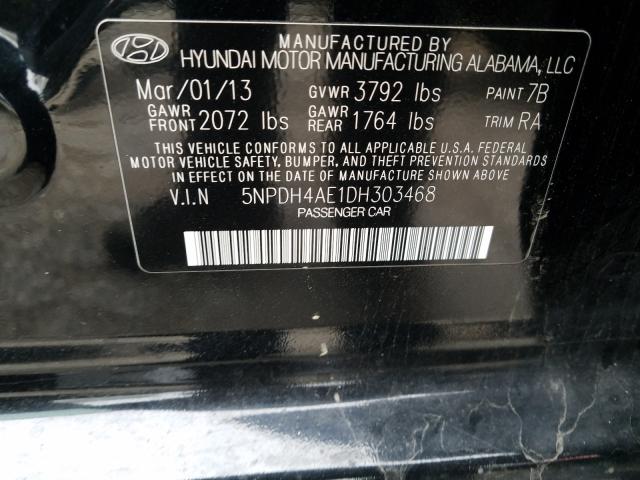 MANUFACTURED BY
HYUNDAI MOTOR MANUFACTURING ALABAMA, LLC
Mar/01/13 GVWR 3792 lbs PAINT 7B
GAWR FRONT 2072 lbs GAWR REAR 1764 lbs TRIM RA
THIS VEHICLE CONFORMS TO ALL APPLICABLE U.S.A. FEDERAL
MOTOR VEHICLE SAFETY, BUMPER, AND THEFT PREVENTION STANDARDS
IN EFFECT ON THE DATE OF MANUFACTURE SHOWN ABOVE
V.I.N 5NPDH4AE1DH303468
PASSENGER CAR